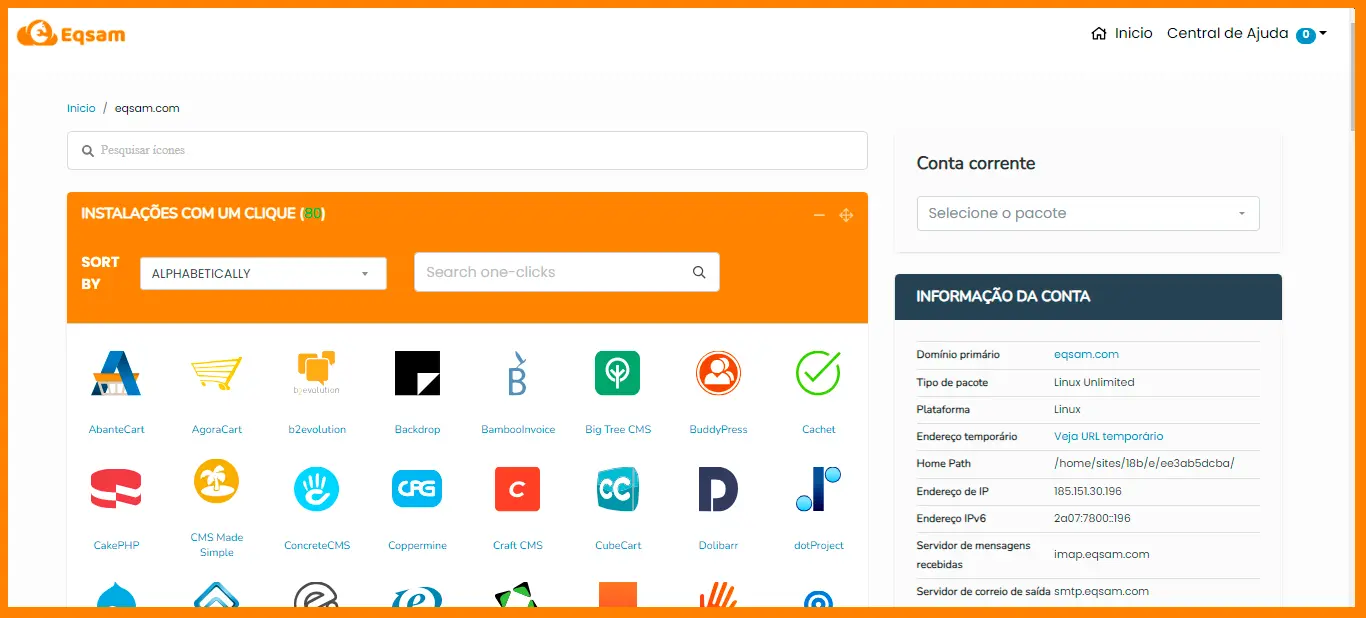 Eqsam
Inicio Central de Ajuda 0
Inicio / eqsam.com
Pesquisar ícones
INSTALAÇÕES COM UM CLIQUE (80)
SORT BY
ALPHABETICALLY
Search one-clicks
b2evolution
AbanteCart AgoraCart b2evolution Backdrop BambooInvoice Big Tree CMS BuddyPress Cachet
CPG
C
CC
CakePHP CMS Made Simple ConcreteCMS Coppermine Craft CMS CubeCart Dolibarr dotProject
Conta corrente
Selecione o pacote
INFORMAÇÃO DA CONTA
Domínio primário eqsam.com
Tipo de pacote Linux Unlimited
Plataforma Linux
Endereço temporário Veja URL temporário
Home Path /home/sites/18b/e/ee3ab5dcba/
Endereço de IP 185.151.30.196
Endereço IPv6 2a07:7800::196
Servidor de mensagens recebidas imap.eqsam.com
Servidor de correio de saída smtp.eqsam.com